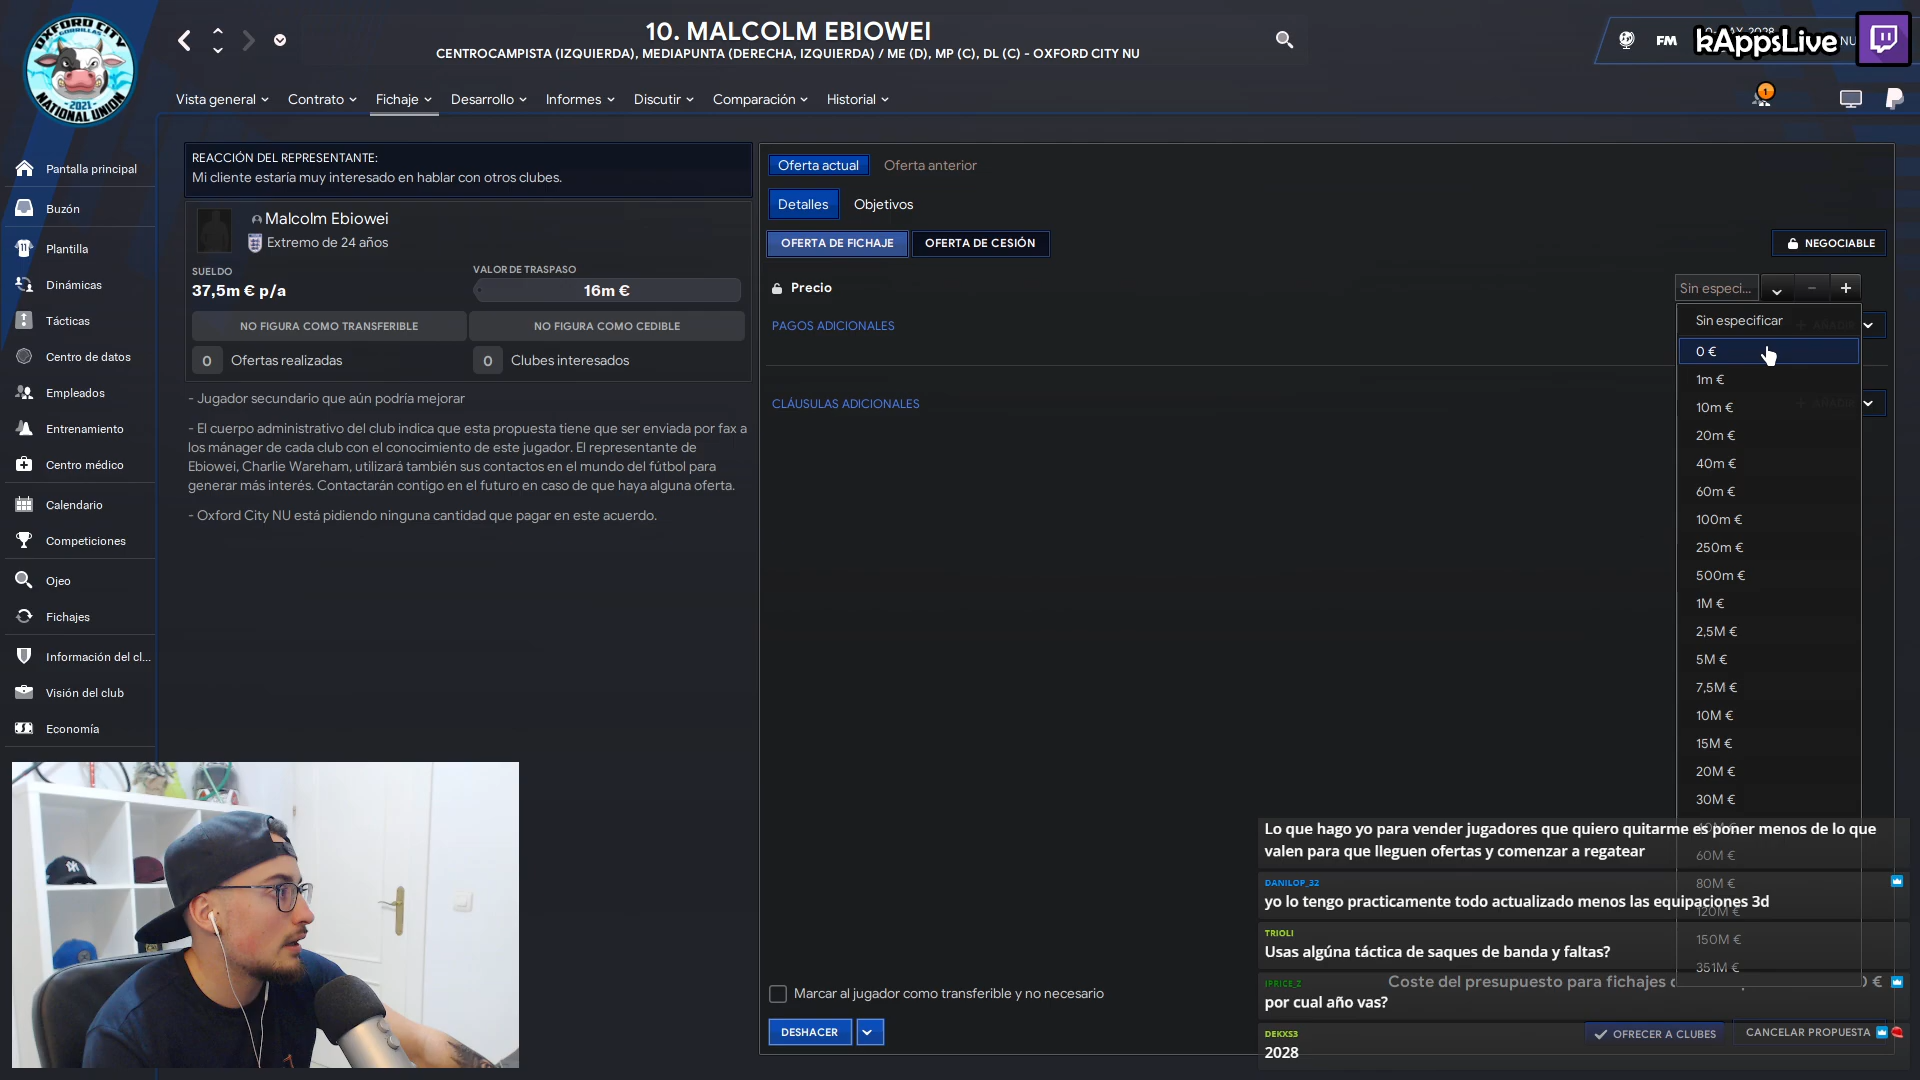 OXFORD CITY
GORRILLAS
2021
NATIONAL UNION
10. MALCOLM EBIOWEI
CENTROCAMPISTA (IZQUIERDA), MEDIAPUNTA (DERECHA, IZQUIERDA) / ME (D), MP (C), DL (C) - OXFORD CITY NU
FM
kAppsLive
NU
Vista general
Contrato
Fichaje
Desarrollo
Informes
Discutir
Comparación
Historial
1
Pantalla principal
Buzón
Plantilla
Dinámicas
Tácticas
Centro de datos
Empleados
Entrenamiento
Centro médico
Calendario
Competiciones
Ojeo
Fichajes
Información del cl...
Visión del club
Economía
REACCIÓN DEL REPRESENTANTE:
Mi cliente estaría muy interesado en hablar con otros clubes.
Malcolm Ebiowei
Extremo de 24 años
SUELDO
37,5m € p/a
VALOR DE TRASPASO
16m €
NO FIGURA COMO TRANSFERIBLE
NO FIGURA COMO CEDIBLE
0 Ofertas realizadas
0 Clubes interesados
- Jugador secundario que aún podría mejorar
- El cuerpo administrativo del club indica que esta propuesta tiene que ser enviada por fax a
los mánager de cada club con el conocimiento de este jugador. El representante de
Ebiowei, Charlie Wareham, utilizará también sus contactos en el mundo del fútbol para
generar más interés. Contactarán contigo en el futuro en caso de que haya alguna oferta.
- Oxford City NU está pidiendo ninguna cantidad que pagar en este acuerdo.
Oferta actual
Oferta anterior
Detalles
Objetivos
OFERTA DE FICHAJE
OFERTA DE CESIÓN
NEGOCIABLE
Precio
Sin especi...
PAGOS ADICIONALES
CLÁUSULAS ADICIONALES
Sin especificar
0 €
1m €
10m €
20m €
40m €
60m €
100m €
250m €
500m €
1M €
2,5M €
5M €
7,5M €
10M €
15M €
20M €
30M €
60M €
80M €
120M €
150M €
351M €
Lo que hago yo para vender jugadores que quiero quitarme es poner menos de lo que
valen para que lleguen ofertas y comenzar a regatear
DANILOP_32
yo lo tengo practicamente todo actualizado menos las equipaciones 3d
TRIOLI
Usas algúna táctica de saques de banda y faltas?
IPRICE_Z
por cual año vas?
DEKXS3
2028
Coste del presupuesto para fichajes
Marcar al jugador como transferible y no necesario
DESHACER
OFRECER A CLUBES
CANCELAR PROPUESTA